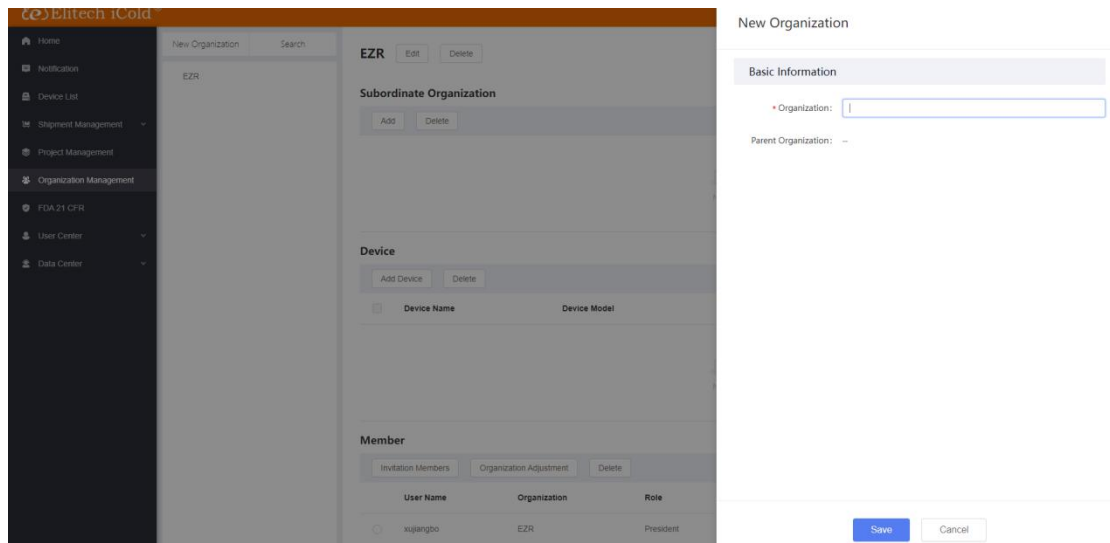 Elitech iCold
Home
Notification
Device List
Shipment Management
Project Management
Organization Management
FDA 21 CFR
User Center
Data Center
New Organization Search
EZR
EZR Edit Delete
Subordinate Organization
Add Delete
Device
Add Device Delete
Device Name Device Model
Member
Invitation Members Organization Adjustment Delete
User Name Organization Role
xujiangbo EZR President
New Organization
Basic Information
* Organization:
Parent Organization: --
Save Cancel